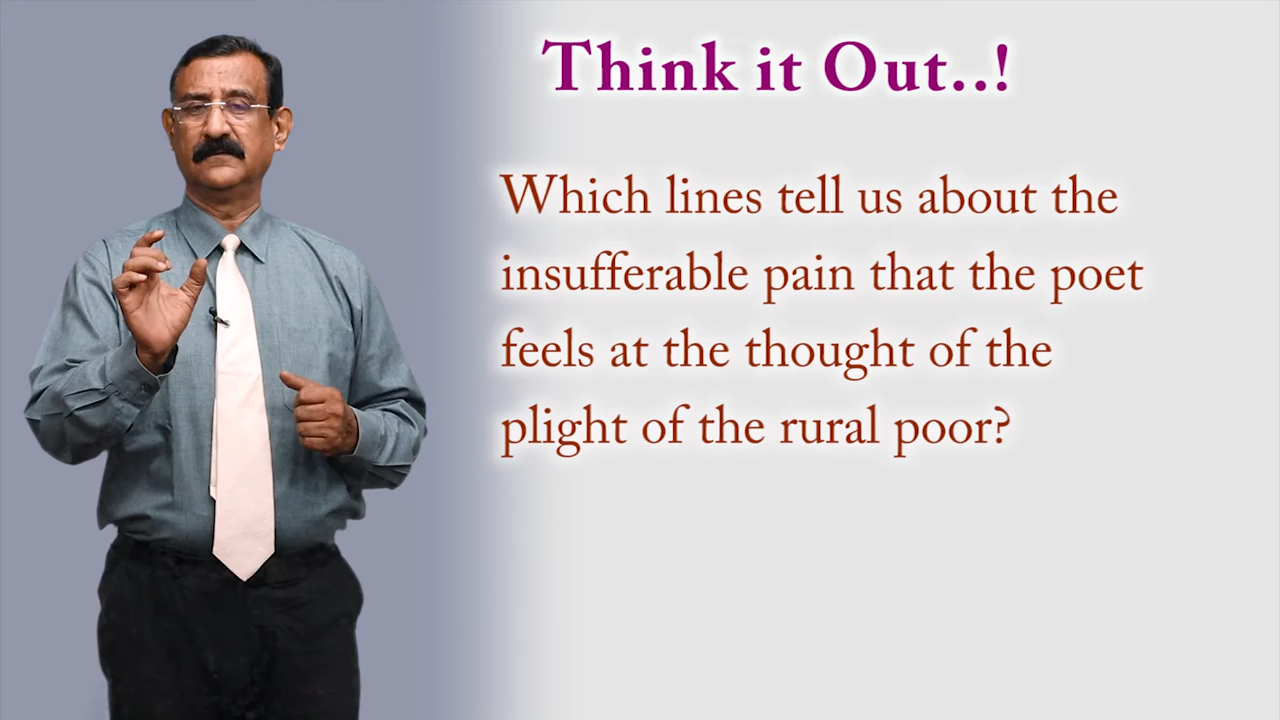 Think it Out..!
Which lines tell us about the
insufferable pain that the poet
feels at the thought of the
plight of the rural poor?